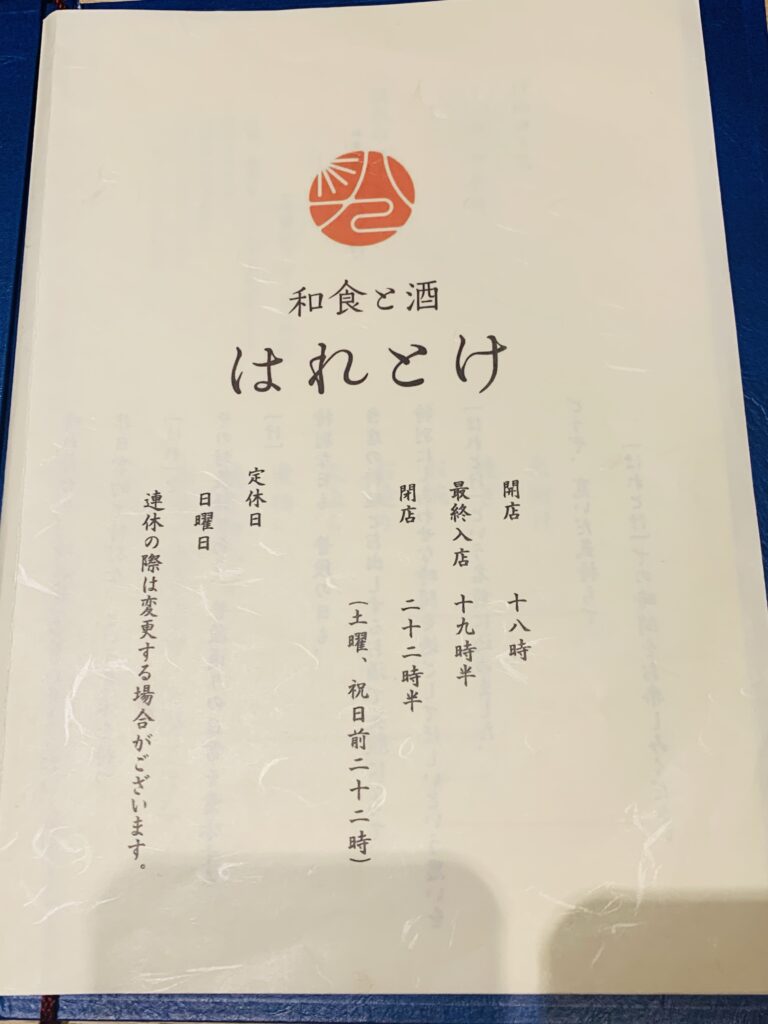 和食と酒
はれとけ
開店　十八時
最終入店　十九時半
閉店　二十二時半
(土曜、祝日前二十二時)
定休日
日曜日
連休の際は変更する場合がございます。